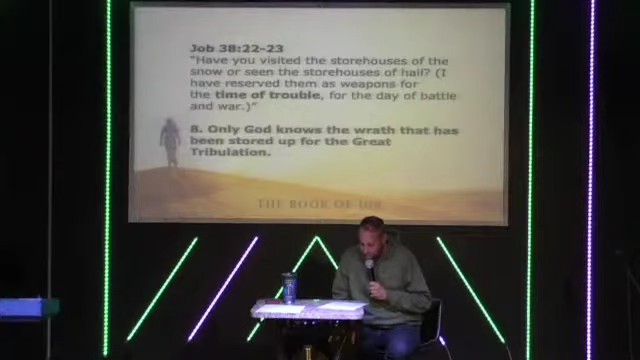 Job 38:22-23
"Have you visited the storehouses of the
snow or seen the storehouses of hail? (I
have reserved them as weapons for
the time of trouble, for the day of battle
and war.)"
8. Only God knows the wrath that has
been stored up for the Great
Tribulation.
THE BOOK OF JOB